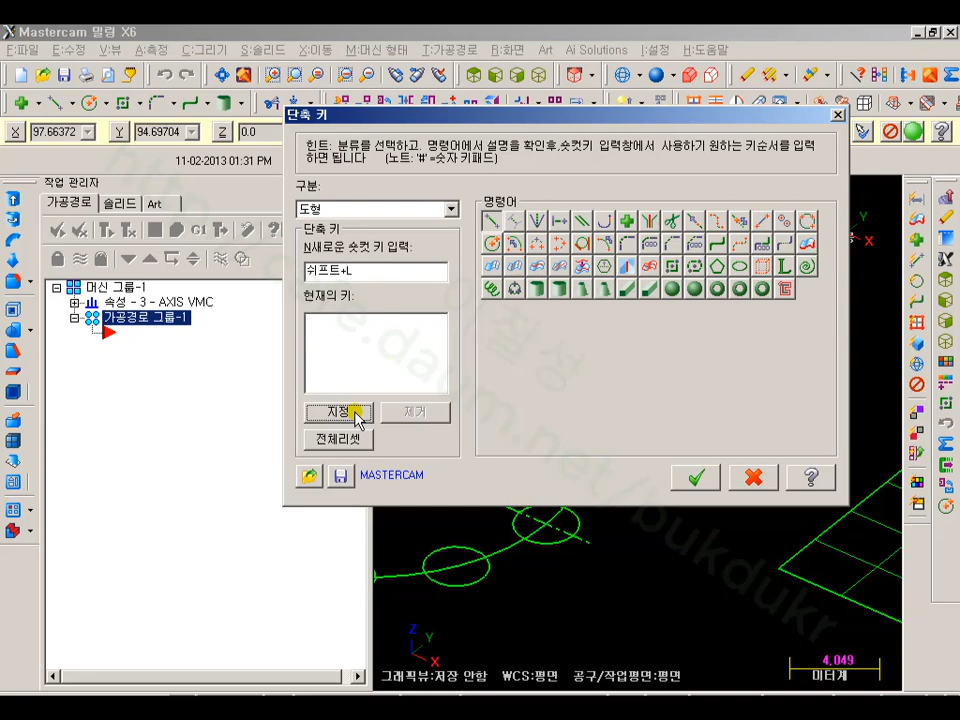 Mastercam 밀링 X6
F:파일 E:수정 V:뷰 A:측정 C:그리기 S:솔리드 X:이동 M:머신 형태 T:가공경로 R:화면 Art Ai Solutions I:설정 H:도움말
X 97.66372 Y 94.69704 Z 0.0
11-02-2013 01:31 PM
작업 관리자
가공경로 솔리드 Art
G1
머신 그룹-1
속성 - 3 - AXIS VMC
가공경로 그룹-1
단축 키
힌트: 분류를 선택하고. 명령어에서 설명을 확인후,숏컷키 입력창에서 사용하기 원하는 키순서를 입력
하면 됩니다 (노트: '#'=숫자 키패드)
구분:
도형
명령어
단축 키
N새로운 숏컷 키 입력:
쉬프트+L
현재의 키:
지정 제거
전체리셋
MASTERCAM
Y
X
Z
Y
X
그래픽뷰:저장 안함 WCS:평면 공구/작업평면:평면
4.049
미터계